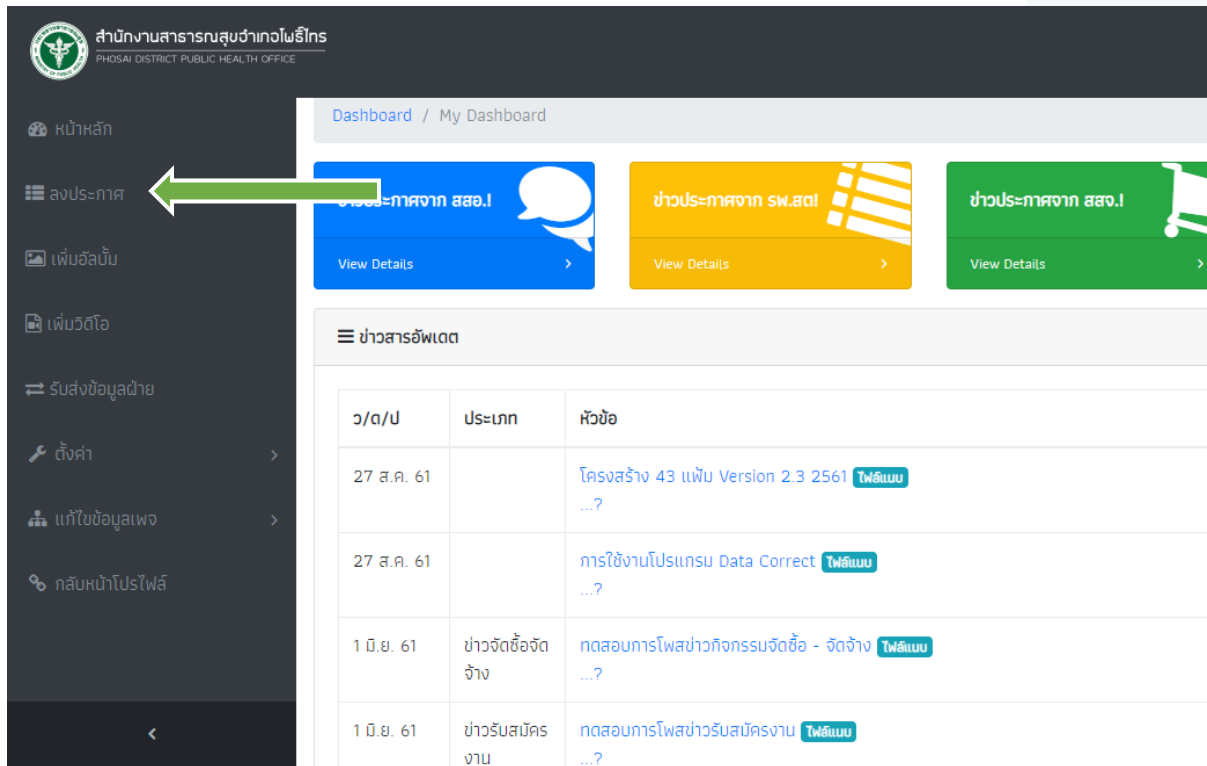 สำนักงานสาธารณสุขอำเภอโพธิ์ไทร
PHOSAI DISTRICT PUBLIC HEALTH OFFICE
หน้าหลัก
ลงประกาศ
เพิ่มอัลบั้ม
เพิ่มวิดีโอ
รับส่งข้อมูลฝ่าย
ตั้งค่า
แก้ไขข้อมูลเพจ
กลับหน้าโปรไฟล์
Dashboard / My Dashboard
สสอ.!
View Details
ข่าวประกาศจาก รพ.สต!
View Details
ข่าวประกาศจาก สสจ.!
View Details
ข่าวสารอัพเดต
ว/ด/ป ประเภท หัวข้อ
27 ส.ค. 61 โครงสร้าง 43 แฟ้ม Version 2.3 2561 ไฟล์แนบ
...?
27 ส.ค. 61 การใช้งานโปรแกรม Data Correct ไฟล์แนบ
...?
1 มิ.ย. 61 ข่าวจัดซื้อจัด ทดสอบการโพสข่าวกิจกรรมจัดซื้อ - จัดจ้าง ไฟล์แนบ
จ้าง ...?
1 มิ.ย. 61 ข่าวรับสมัคร ทดสอบการโพสข่าวรับสมัครงาน ไฟล์แนบ
งาน ...?